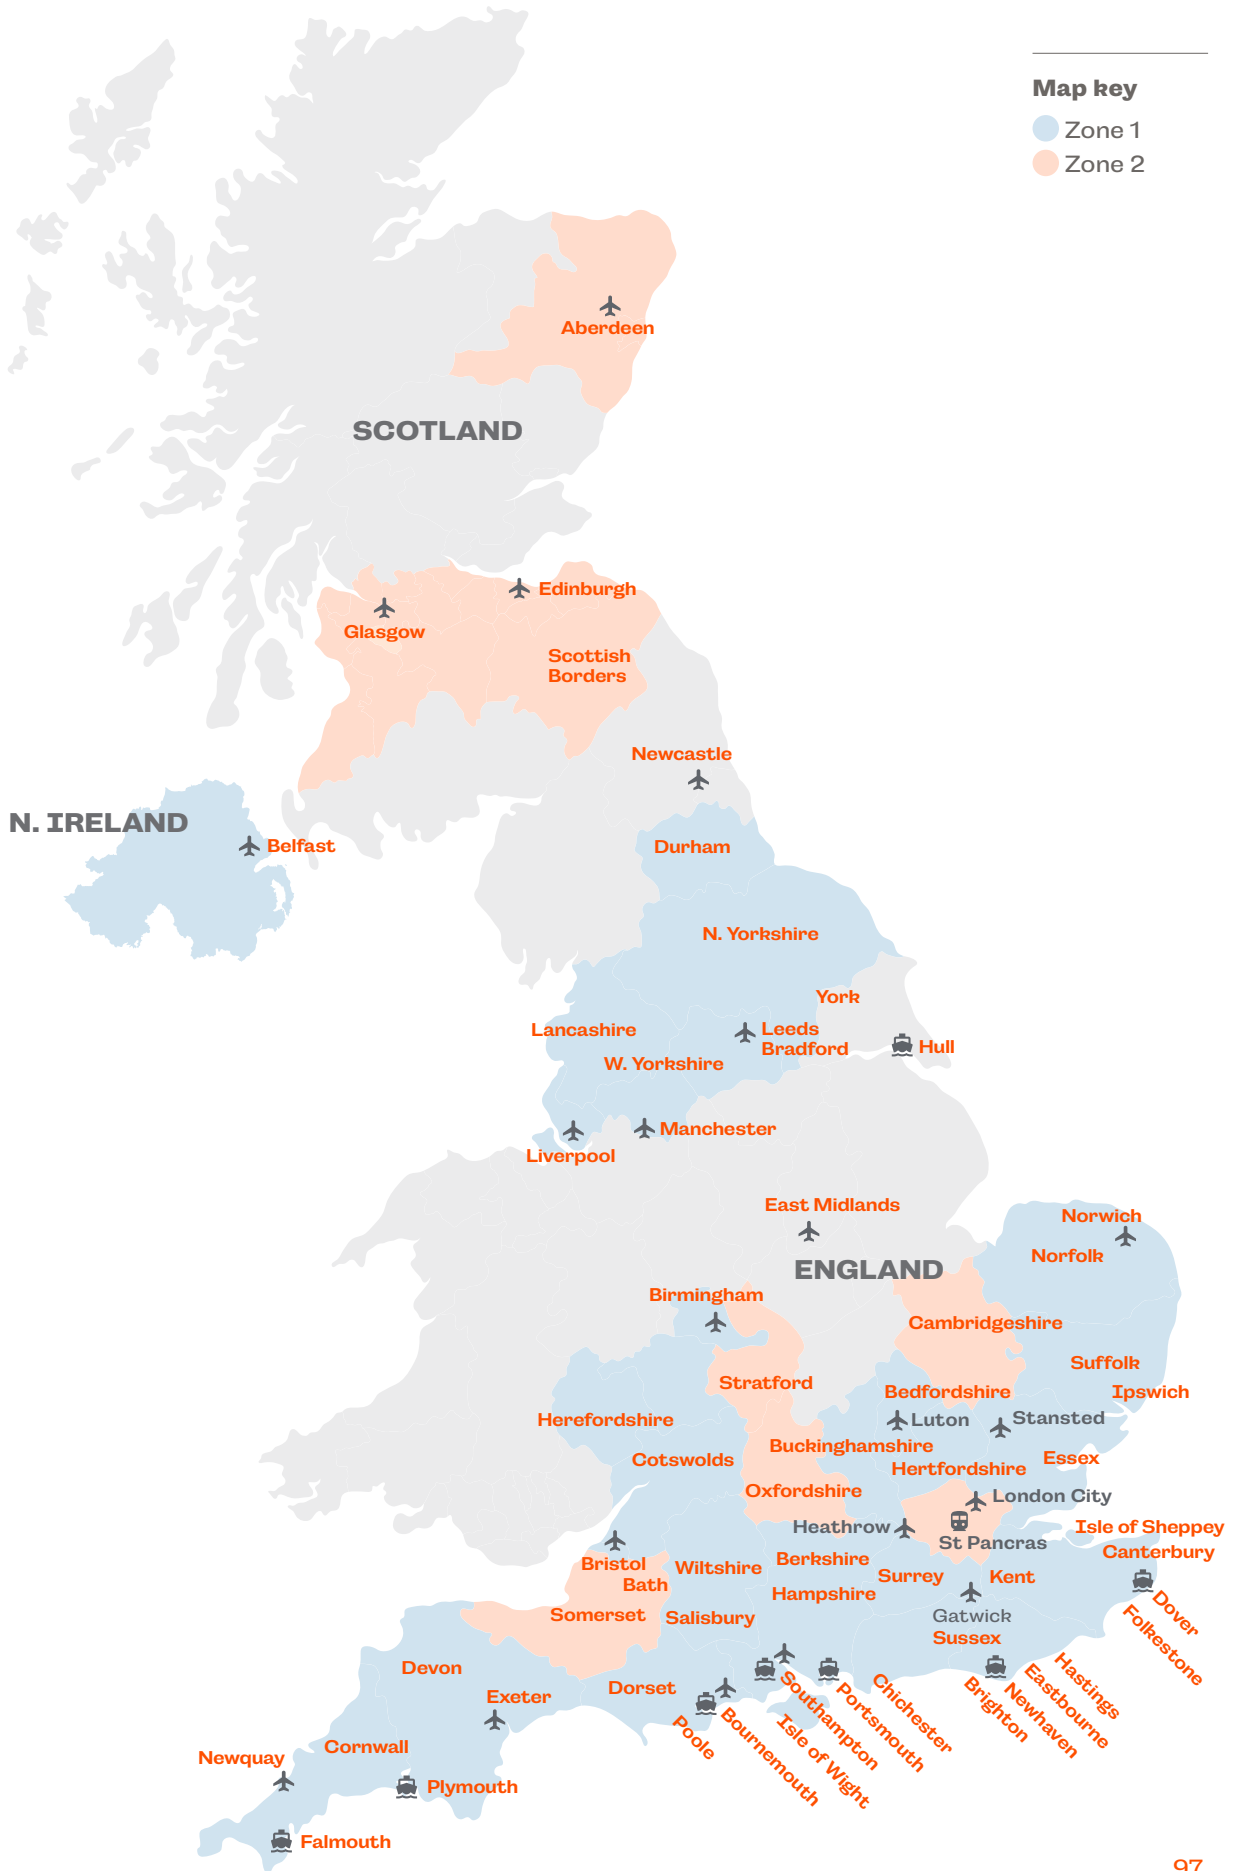 Map key
Zone 1
Zone 2
Aberdeen
SCOTLAND
Edinburgh
Glasgow
Scottish
Borders
Newcastle
N. IRELAND
Belfast
Durham
N. Yorkshire
York
Lancashire
Leeds
Bradford
Hull
W. Yorkshire
Manchester
Liverpool
East Midlands
Norwich
Norfolk
ENGLAND
Birmingham
Cambridgeshire
Suffolk
Stratford
Bedfordshire
Ipswich
Herefordshire
Luton
Stansted
Buckinghamshire
Cotswolds
Essex
Hertfordshire
Oxfordshire
London City
Heathrow
Isle of Sheppey
St Pancras
Canterbury
Bristol
Berkshire
Wiltshire
Surrey
Kent
Bath
Hampshire
Dover
Somerset
Salisbury
Gatwick
Folkestone
Sussex
Devon
Dorset
Exeter
Hastings
Eastbourne
Newhaven
Brighton
Chichester
Portsmouth
Southampton
Isle of Wight
Bournemouth
Poole
Cornwall
Newquay
Plymouth
Falmouth
97